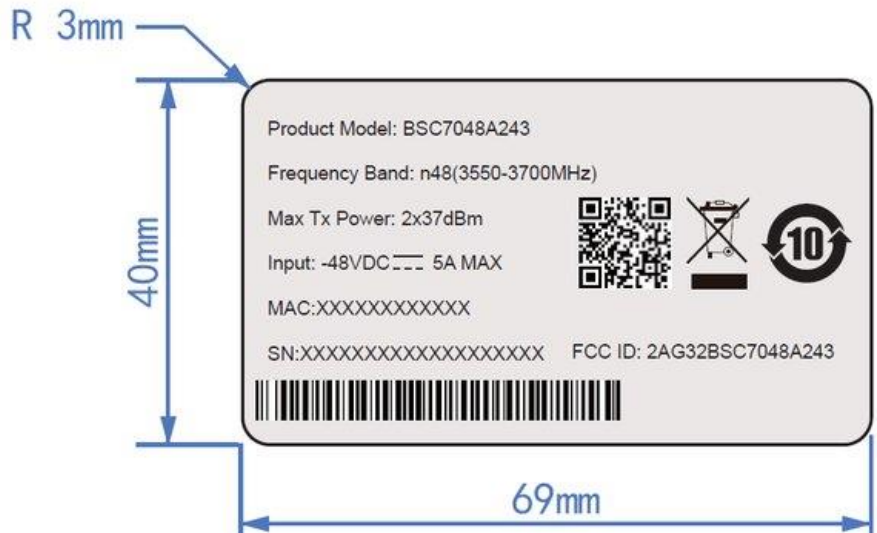 R 3mm
40mm
Product Model: BSC7048A243
Frequency Band: n48(3550-3700MHz)
Max Tx Power: 2x37dBm
Input: -48VDC⎓ 5A MAX
10
MAC:XXXXXXXXXXXX
SN:XXXXXXXXXXXXXXXXXXX FCC ID: 2AG32BSC7048A243
69mm